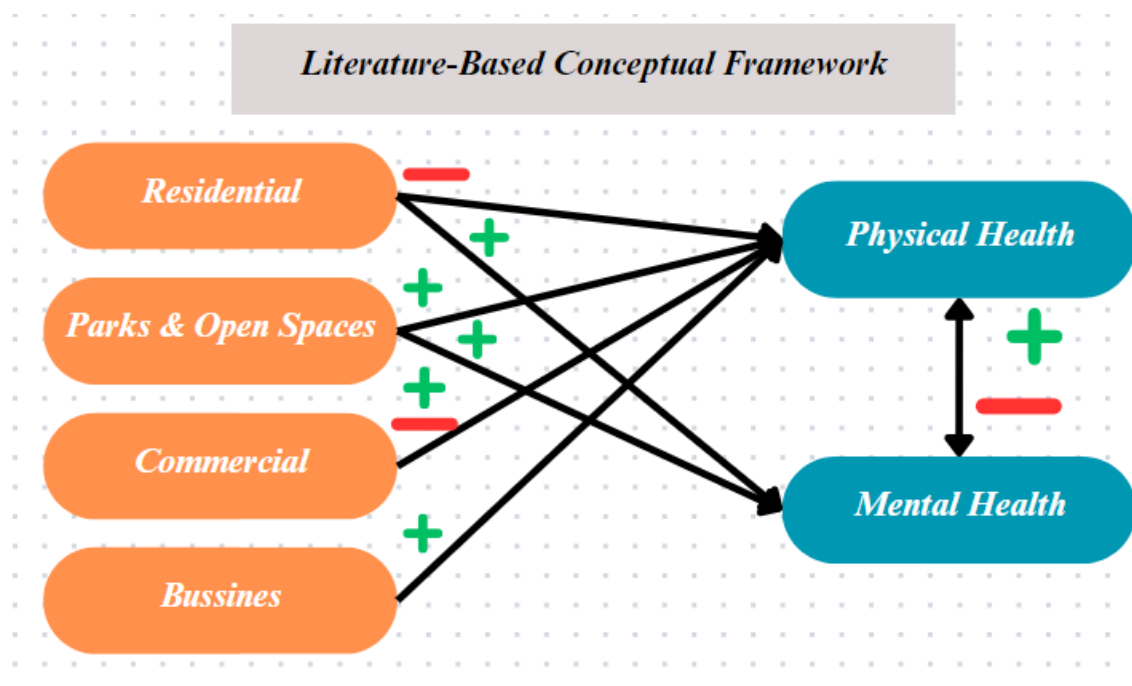 Literature-Based Conceptual Framework
Residential
Physical Health
Parks & Open Spaces
Commercial
Mental Health
Bussines